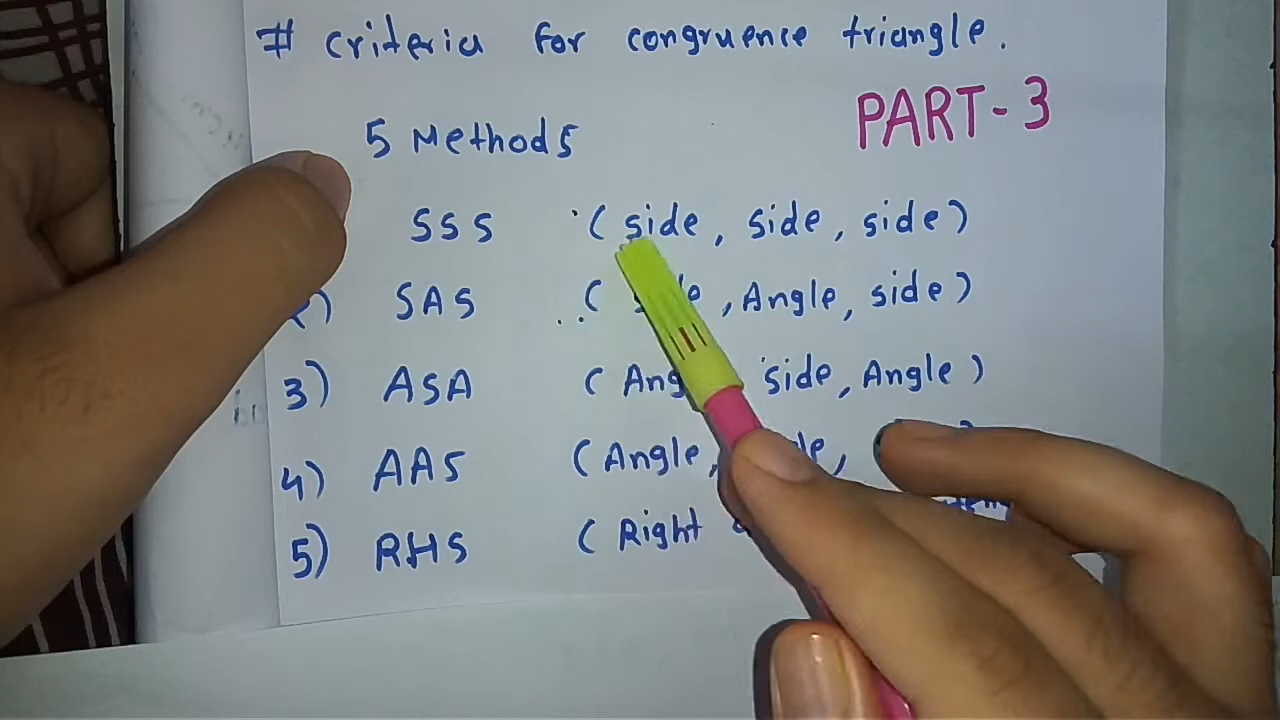 # criteria for congruence triangle.
PART-3
5 Methods
SSS (side, side, side)
2) SAS ( , Angle, side)
3) ASA ( side, Angle)
4) AAS (Angle,
5) RHS ( Right